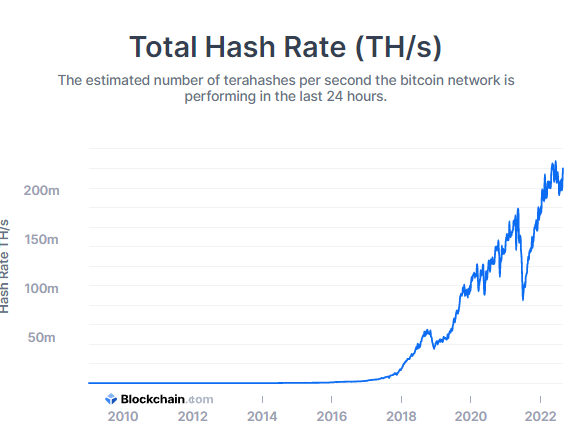 Total Hash Rate (TH/s)
The estimated number of terahashes per second the bitcoin network is
performing in the last 24 hours.
Hash Rate TH/s
200m
150m
100m
50m
Blockchain.com
2010 2012 2014 2016 2018 2020 2022